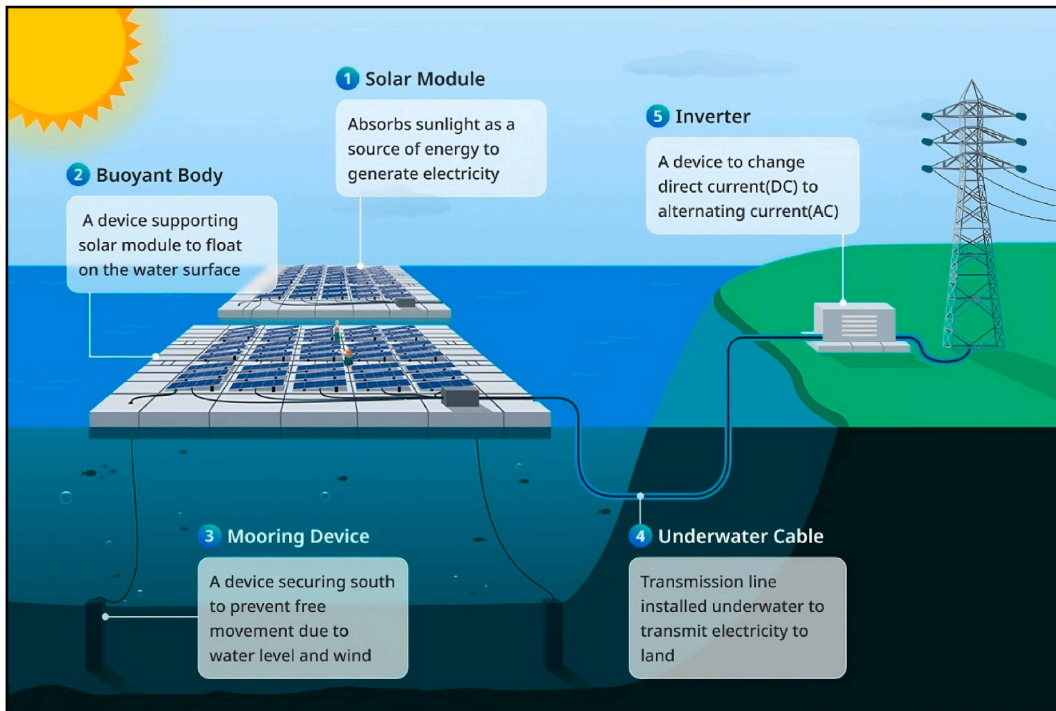 1 Solar Module
Absorbs sunlight as a
source of energy to
generate electricity
2 Buoyant Body
A device supporting
solar module to float
on the water surface
3 Mooring Device
A device securing south
to prevent free
movement due to
water level and wind
4 Underwater Cable
Transmission line
installed underwater to
transmit electricity to
land
5 Inverter
A device to change
direct current(DC) to
alternating current(AC)